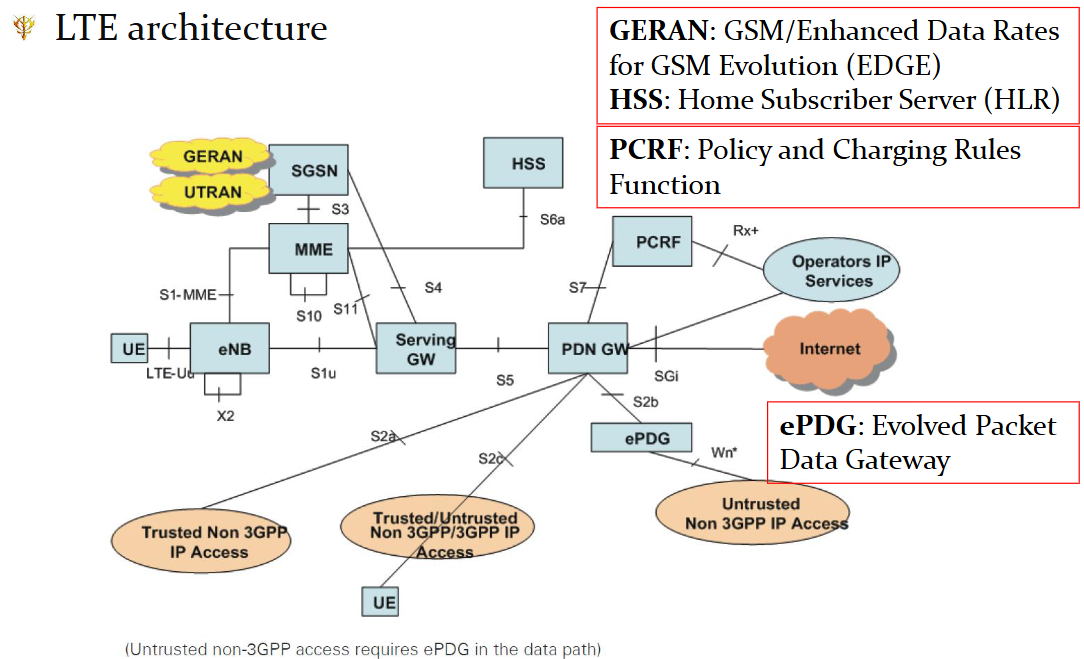 LTE architecture
GERAN: GSM/Enhanced Data Rates
for GSM Evolution (EDGE)
HSS: Home Subscriber Server (HLR)
PCRF: Policy and Charging Rules
Function
GERAN
UTRAN
SGSN
HSS
S3
S6a
MME
PCRF
Rx+
Operators IP
Services
S1-MME
S10
S11
S4
S7
UE
LTE-Uu
eNB
S1u
Serving
GW
S5
PDN GW
SGi
Internet
X2
S2a
S2c
S2b
ePDG
Wn*
ePDG: Evolved Packet
Data Gateway
Trusted Non 3GPP
IP Access
Trusted/Untrusted
Non 3GPP/3GPP IP
Access
Untrusted
Non 3GPP IP Access
UE
(Untrusted non-3GPP access requires ePDG in the data path)